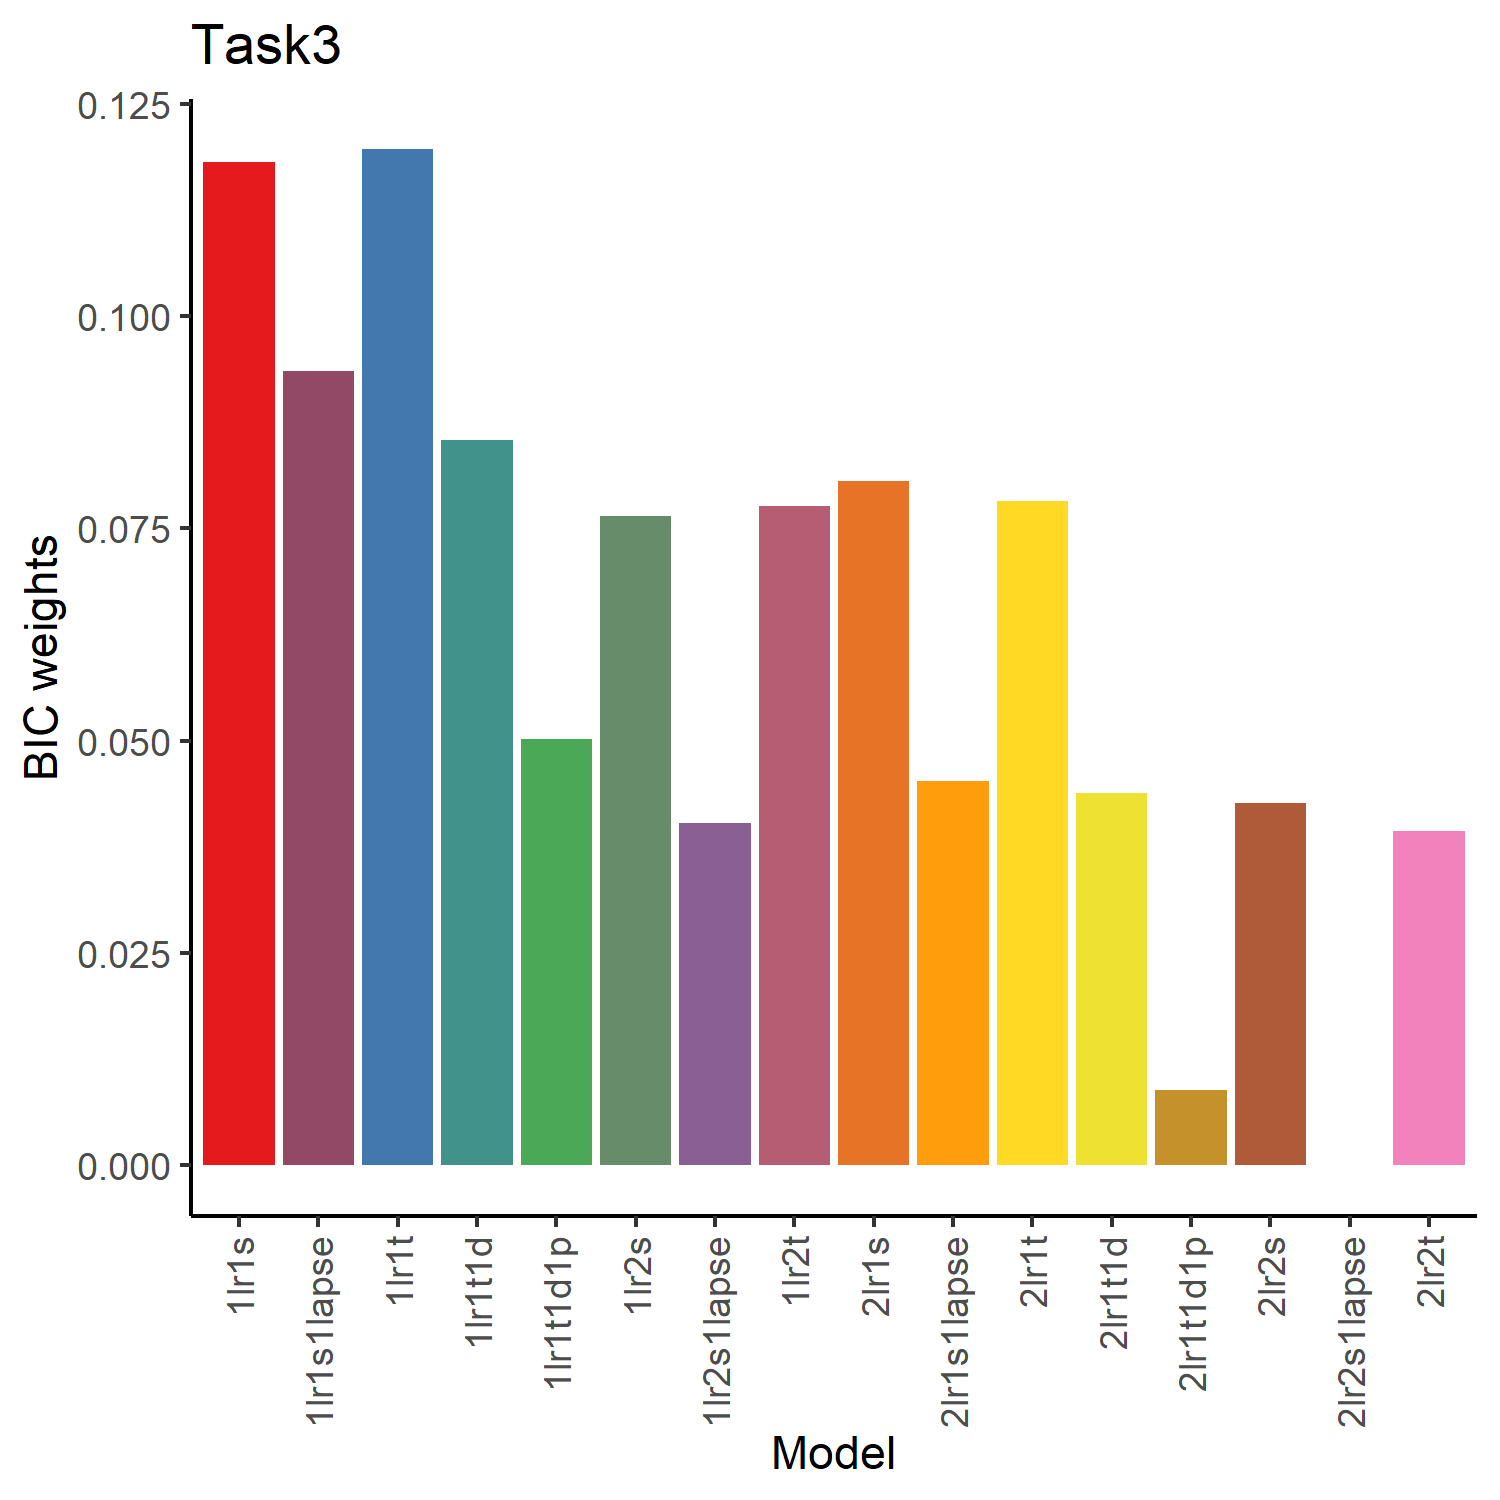 Task3
BIC weights
0.125
0.100
0.075
0.050
0.025
0.000
1lr1s
1lr1s1lapse
1lr1t
1lr1t1d
1lr1t1d1p
1lr2s
1lr2s1lapse
1lr2t
2lr1s
2lr1s1lapse
2lr1t
2lr1t1d
2lr1t1d1p
2lr2s
2lr2s1lapse
2lr2t
Model